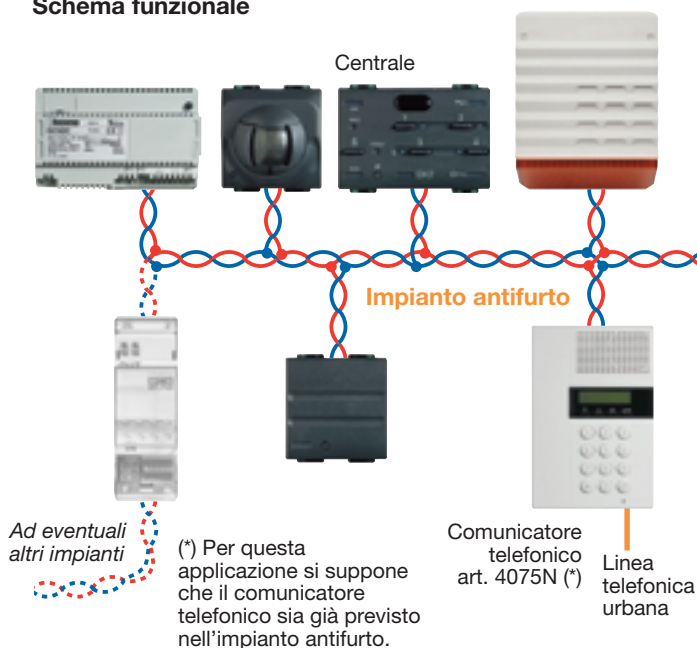 Schema funzionale
Centrale
Impianto antifurto
Ad eventuali
altri impianti
(*) Per questa
applicazione si suppone
che il comunicatore
telefonico sia già previsto
nell'impianto antifurto.
Comunicatore
telefonico
art. 4075N (*)
Linea
telefonica
urbana